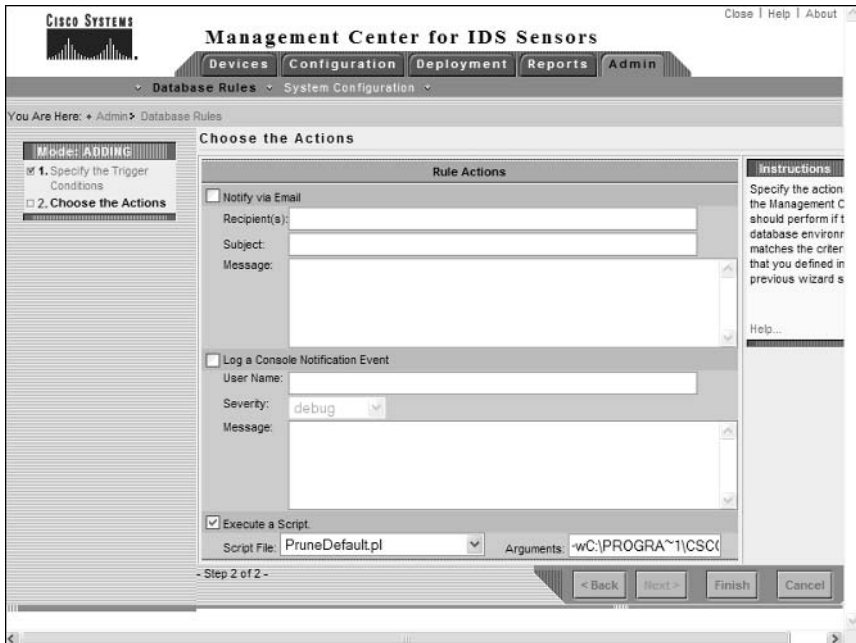 Close | Help | About
CISCO SYSTEMS
Management Center for IDS Sensors
Devices Configuration Deployment Reports Admin
Database Rules System Configuration
You Are Here: Admin > Database Rules
Choose the Actions
Mode: ADDING
1. Specify the Trigger
Conditions
2. Choose the Actions
Rule Actions
Notify via Email
Recipient(s):
Subject:
Message:
Log a Console Notification Event
User Name:
Severity: debug
Message:
Execute a Script.
Script File: PruneDefault.pl Arguments: -wC:\PROGRA~1\CSC
Instructions
Specify the action
the Management C
should perform if t
database environ
matches the criter
that you defined in
previous wizard s
Help...
- Step 2 of 2 -
< Back Next > Finish Cancel